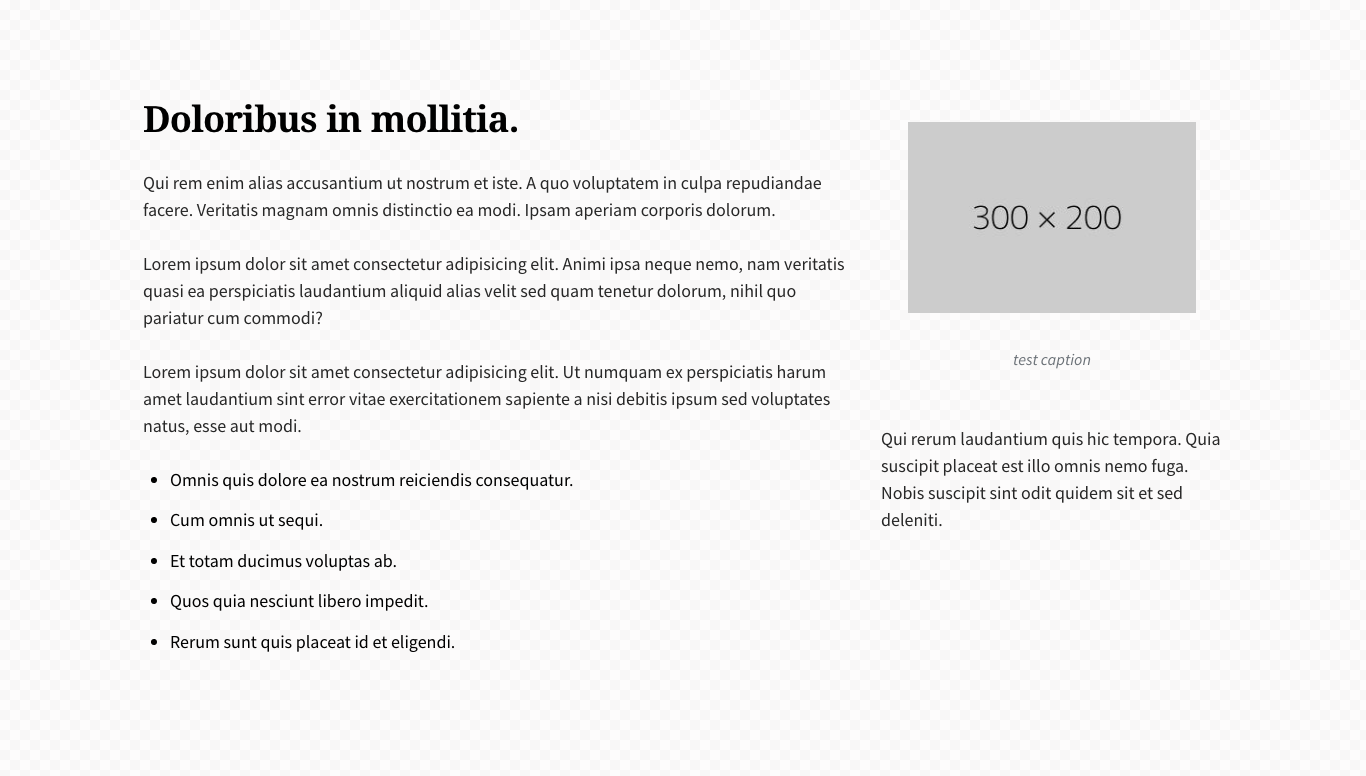 Doloribus in mollitia.
Qui rem enim alias accusantium ut nostrum et iste. A quo voluptatem in culpa repudiandae
facere. Veritatis magnam omnis distinctio ea modi. Ipsam aperiam corporis dolorum.
Lorem ipsum dolor sit amet consectetur adipisicing elit. Animi ipsa neque nemo, nam veritatis
quasi ea perspiciatis laudantium aliquid alias velit sed quam tenetur dolorum, nihil quo
pariatur cum commodi?
Lorem ipsum dolor sit amet consectetur adipisicing elit. Ut numquam ex perspiciatis harum
amet laudantium sint error vitae exercitationem sapiente a nisi debitis ipsum sed voluptates
natus, esse aut modi.
• Omnis quis dolore ea nostrum reiciendis consequatur.
• Cum omnis ut sequi.
• Et totam ducimus voluptas ab.
• Quos quia nesciunt libero impedit.
• Rerum sunt quis placeat id et eligendi.
300 × 200
test caption
Qui rerum laudantium quis hic tempora. Quia
suscipit placeat est illo omnis nemo fuga.
Nobis suscipit sint odit quidem sit et sed
deleniti.